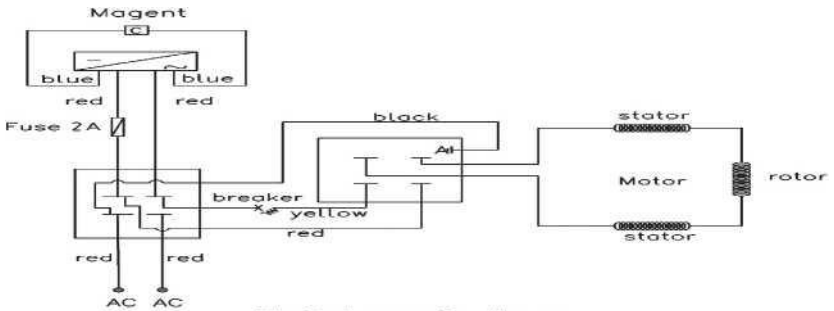 Magent
C
blue blue
red red
Fuse 2A
black
stator
Motor
rotor
breaker
yellow
red
stator
red red
AC AC